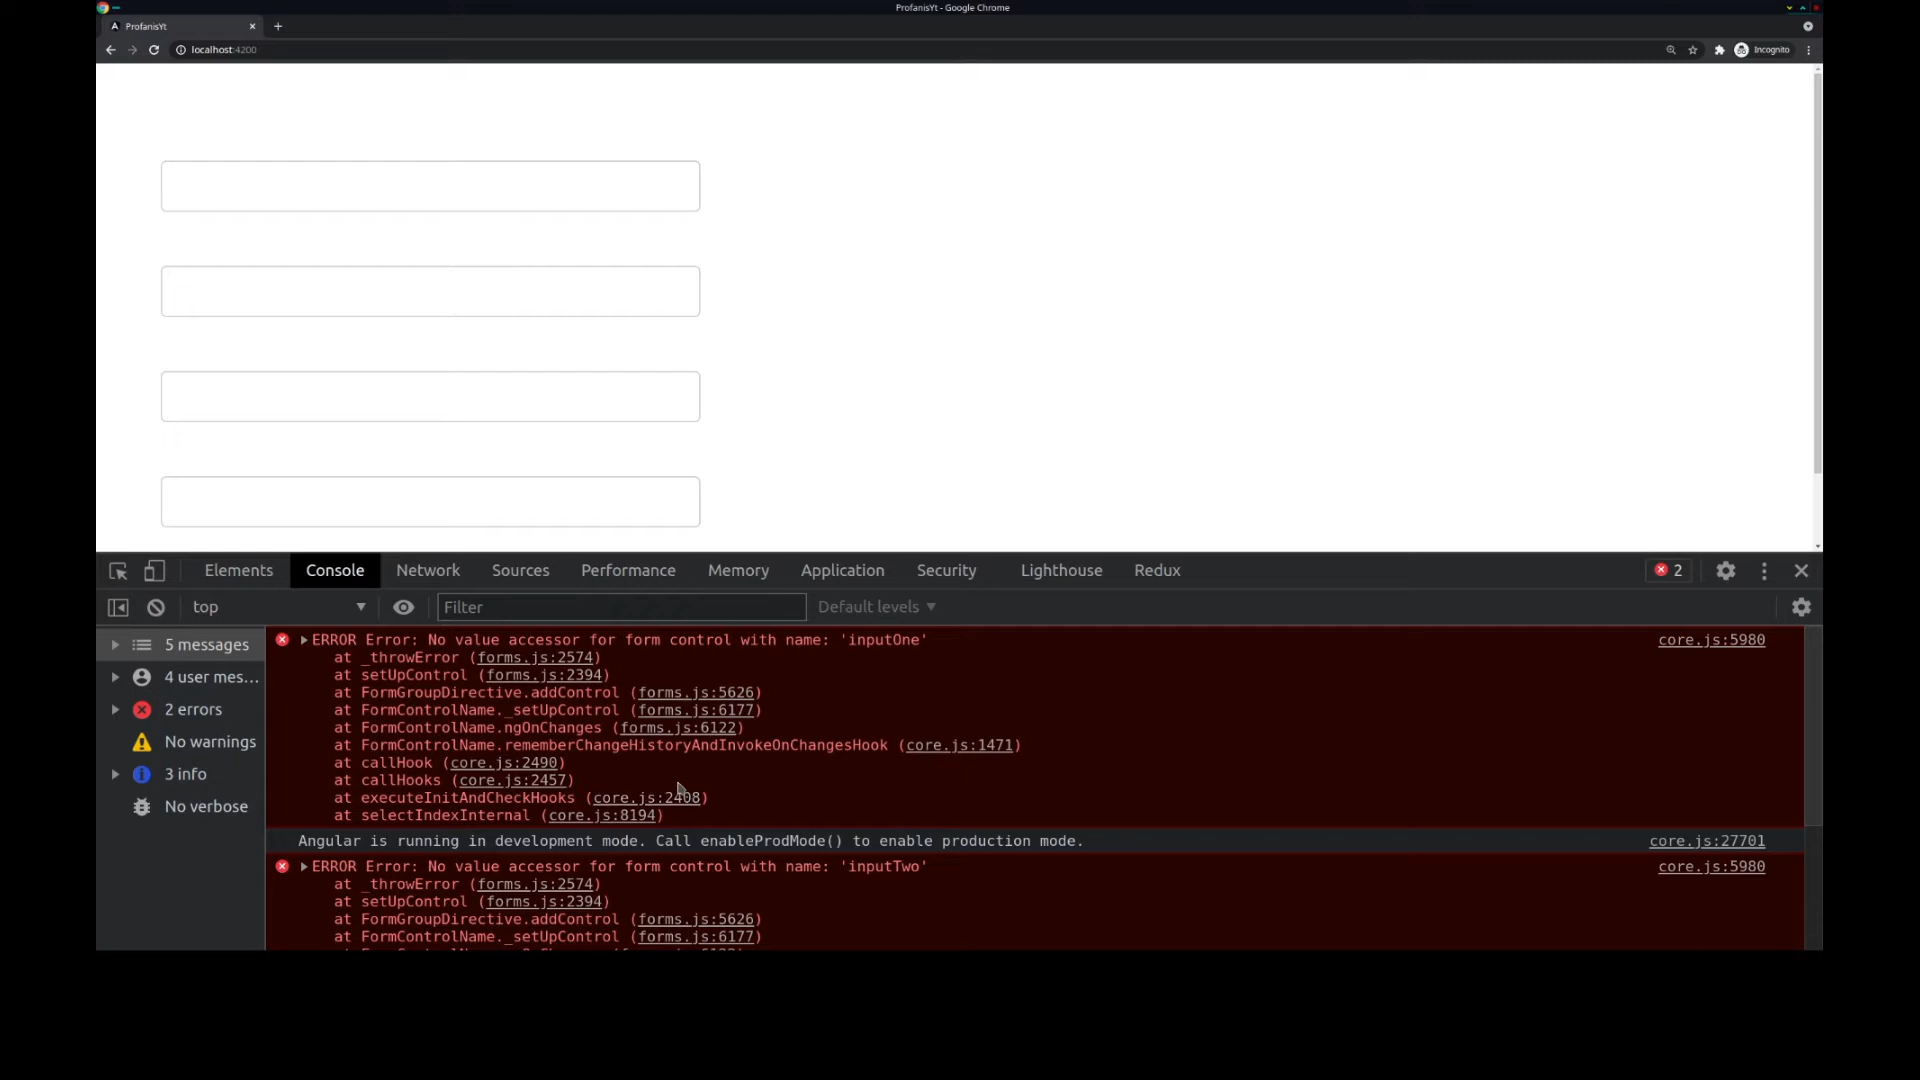 ProfanisYt - Google Chrome
ProfanisYt
localhost:4200
Incognito
Elements
Console
Network
Sources
Performance
Memory
Application
Security
Lighthouse
Redux
2
top
Filter
Default levels
5 messages
4 user mes...
2 errors
No warnings
3 info
No verbose
ERROR Error: No value accessor for form control with name: 'inputOne' core.js:5980
at _throwError (forms.js:2574)
at setUpControl (forms.js:2394)
at FormGroupDirective.addControl (forms.js:5626)
at FormControlName._setUpControl (forms.js:6177)
at FormControlName.ngOnChanges (forms.js:6122)
at FormControlName.rememberChangeHistoryAndInvokeOnChangesHook (core.js:1471)
at callHook (core.js:2490)
at callHooks (core.js:2457)
at executeInitAndCheckHooks (core.js:2408)
at selectIndexInternal (core.js:8194)
Angular is running in development mode. Call enableProdMode() to enable production mode. core.js:27701
ERROR Error: No value accessor for form control with name: 'inputTwo' core.js:5980
at _throwError (forms.js:2574)
at setUpControl (forms.js:2394)
at FormGroupDirective.addControl (forms.js:5626)
at FormControlName._setUpControl (forms.js:6177)